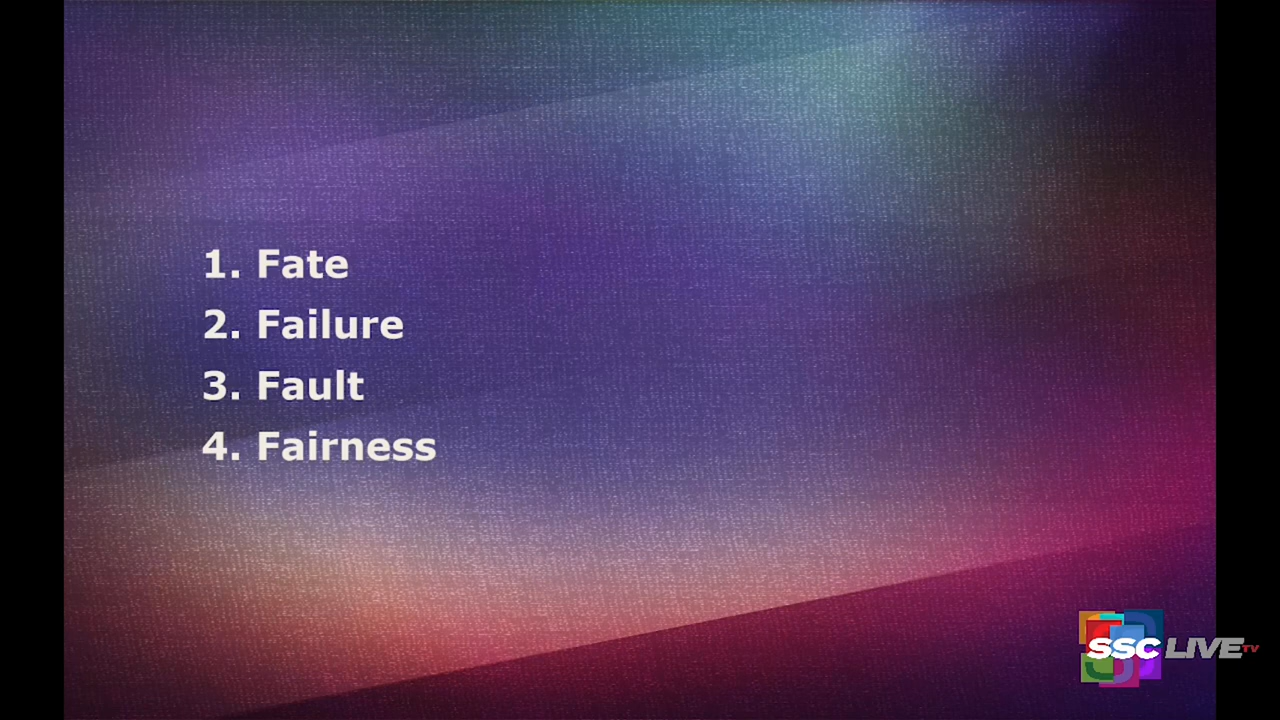 1. Fate
2. Failure
3. Fault
4. Fairness
SSC LIVE TV